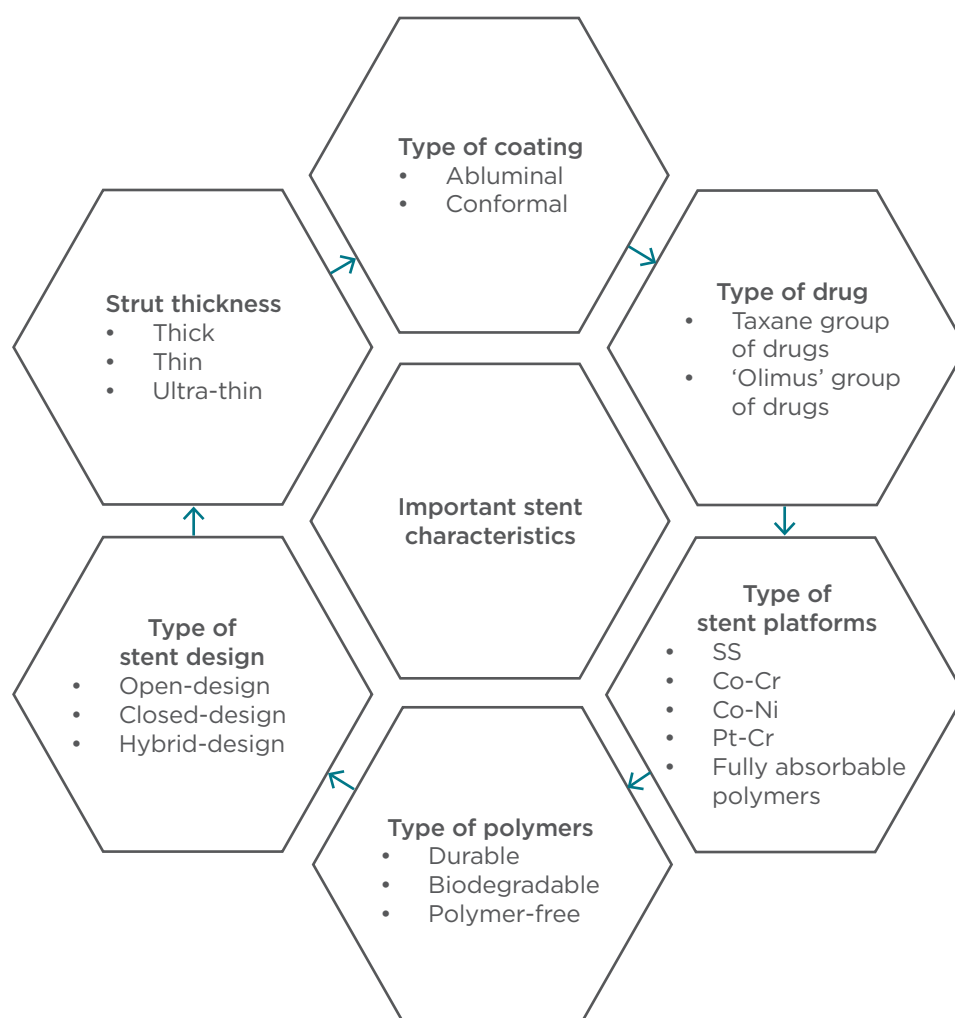 Type of coating
• Abluminal
• Conformal
Type of drug
• Taxane group
of drugs
• ‘Olimus’ group
of drugs
Type of
stent platforms
• SS
• Co-Cr
• Co-Ni
• Pt-Cr
• Fully absorbable
polymers
Type of polymers
• Durable
• Biodegradable
• Polymer-free
Type of
stent design
• Open-design
• Closed-design
• Hybrid-design
Strut thickness
• Thick
• Thin
• Ultra-thin
Important stent
characteristics